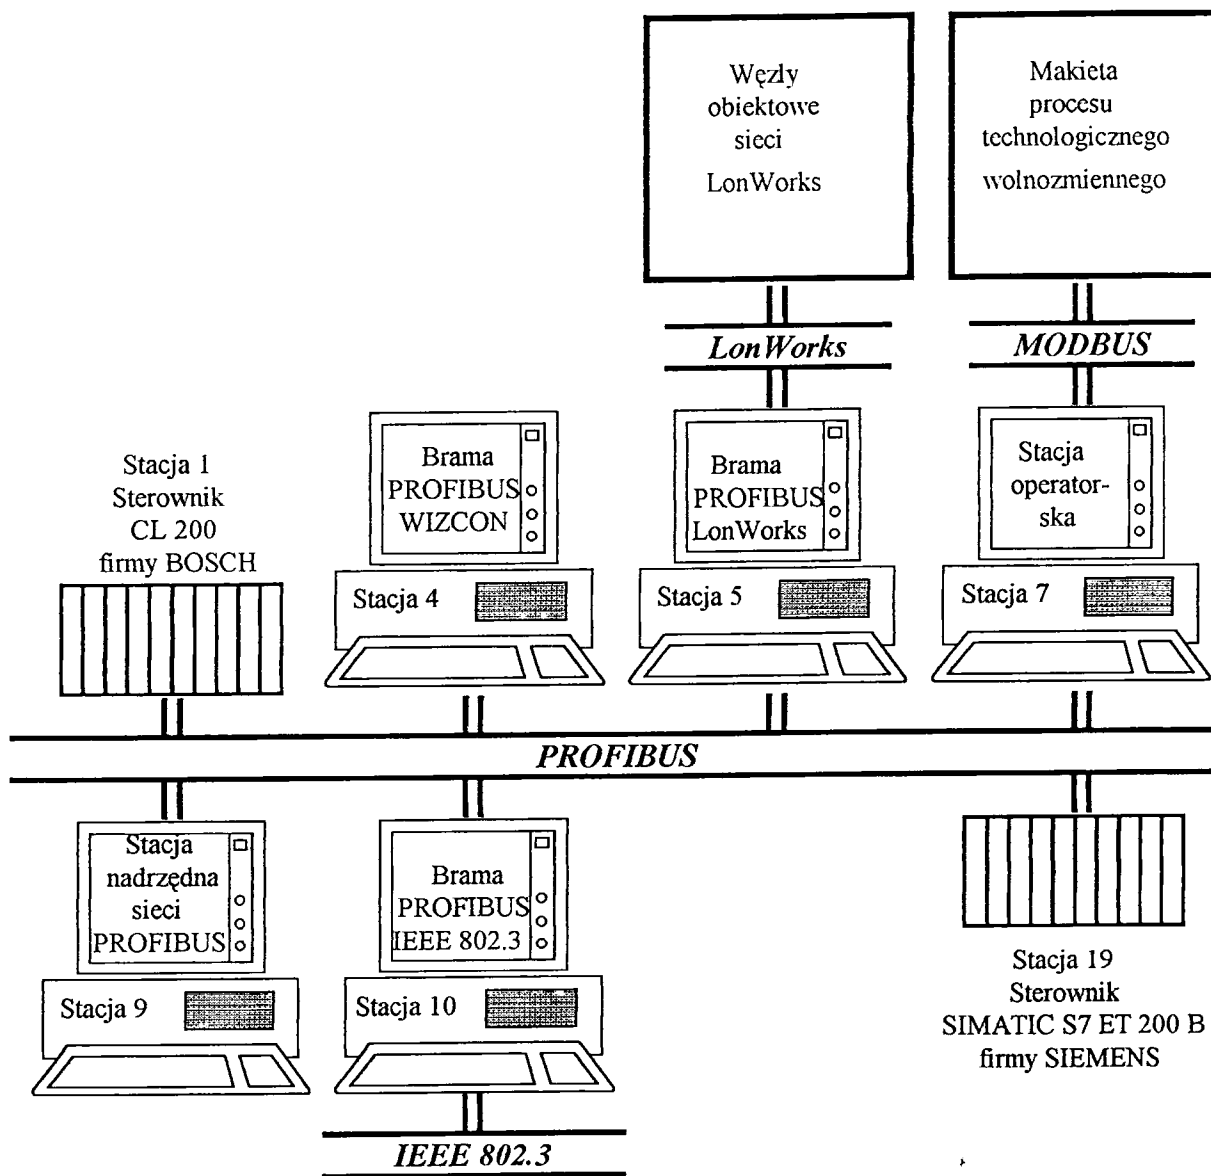 Węzły
obiektowe
sieci
LonWorks
Makieta
procesu
technologicznego
wolnozmiennego
LonWorks
MODBUS
Stacja 1
Sterownik
CL 200
firmy BOSCH
Brama
PROFIBUS
WIZCON
Stacja 4
Brama
PROFIBUS
LonWorks
Stacja 5
Stacja
operator-
ska
Stacja 7
PROFIBUS
Stacja
nadrzędna
sieci
PROFIBUS
Stacja 9
Brama
PROFIBUS
IEEE 802.3
Stacja 10
Stacja 19
Sterownik
SIMATIC S7 ET 200 B
firmy SIEMENS
IEEE 802.3